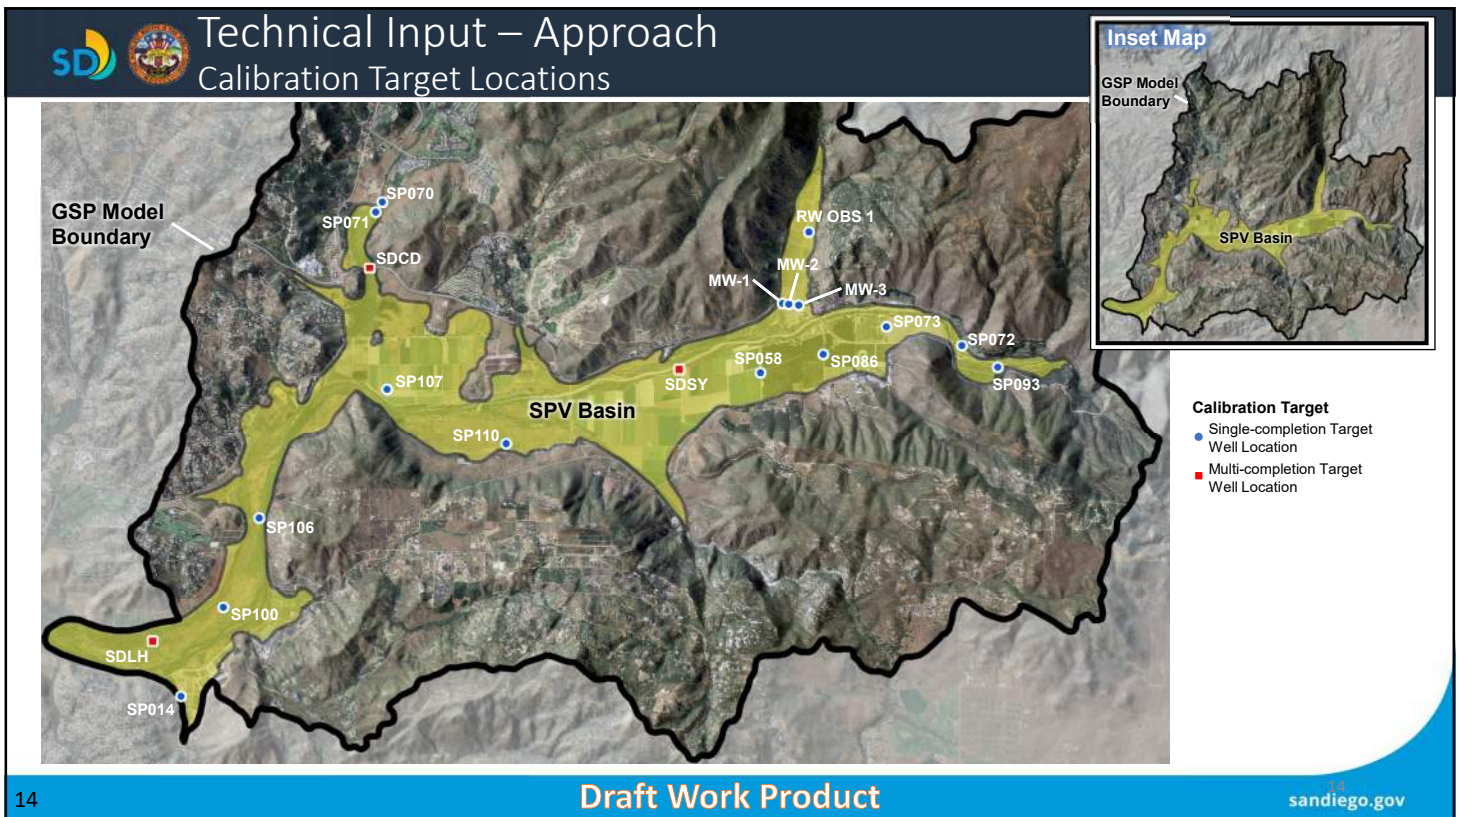 SD
Technical Input – Approach
Calibration Target Locations
Inset Map
GSP Model
Boundary
SPV Basin
GSP Model
Boundary
SP070
SP071
SDCD
RW OBS 1
MW-2
MW-1
MW-3
SP073
SP072
SP058
SP086
SDSY
SP093
SP107
SPV Basin
SP110
SP106
SP100
SDLH
SP014
Calibration Target
Single-completion Target
Well Location
Multi-completion Target
Well Location
14
Draft Work Product
14
sandiego.gov